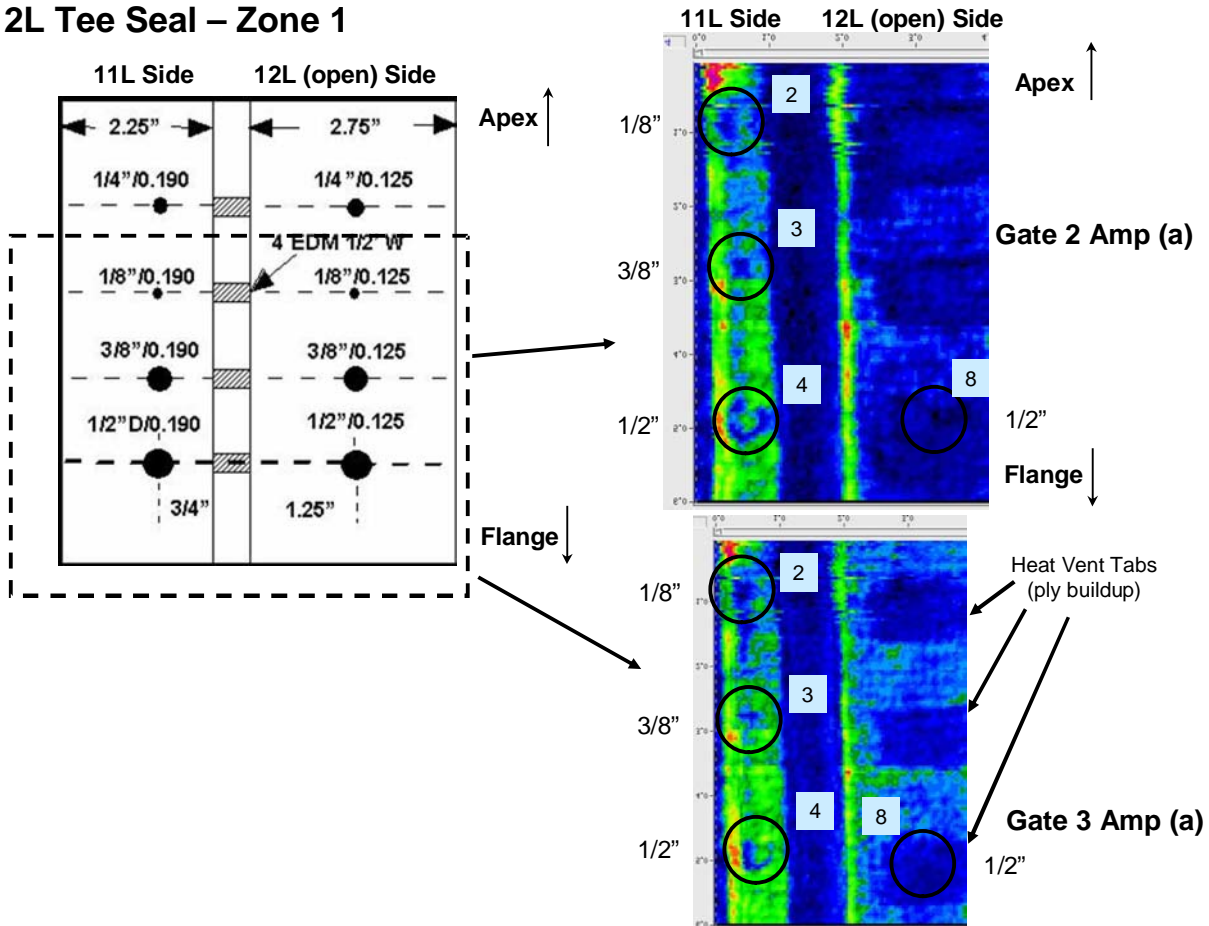 2L Tee Seal – Zone 1
11L Side
12L (open) Side
2.25”
2.75”
1/4”/0.190
1/4”/0.125
4 EDM 1/2" W
1/8”/0.190
1/8”/0.125
3/8”/0.190
3/8”/0.125
1/2”D/0.190
1/2”/0.125
3/4”
1.25”
Apex
Flange
11L Side
12L (open) Side
Apex
1/8”
2
3/8”
3
1/2”
4
8
1/2”
Gate 2 Amp (a)
Flange
1/8”
2
3/8”
3
1/2”
4
8
1/2”
Heat Vent Tabs
(ply buildup)
Gate 3 Amp (a)